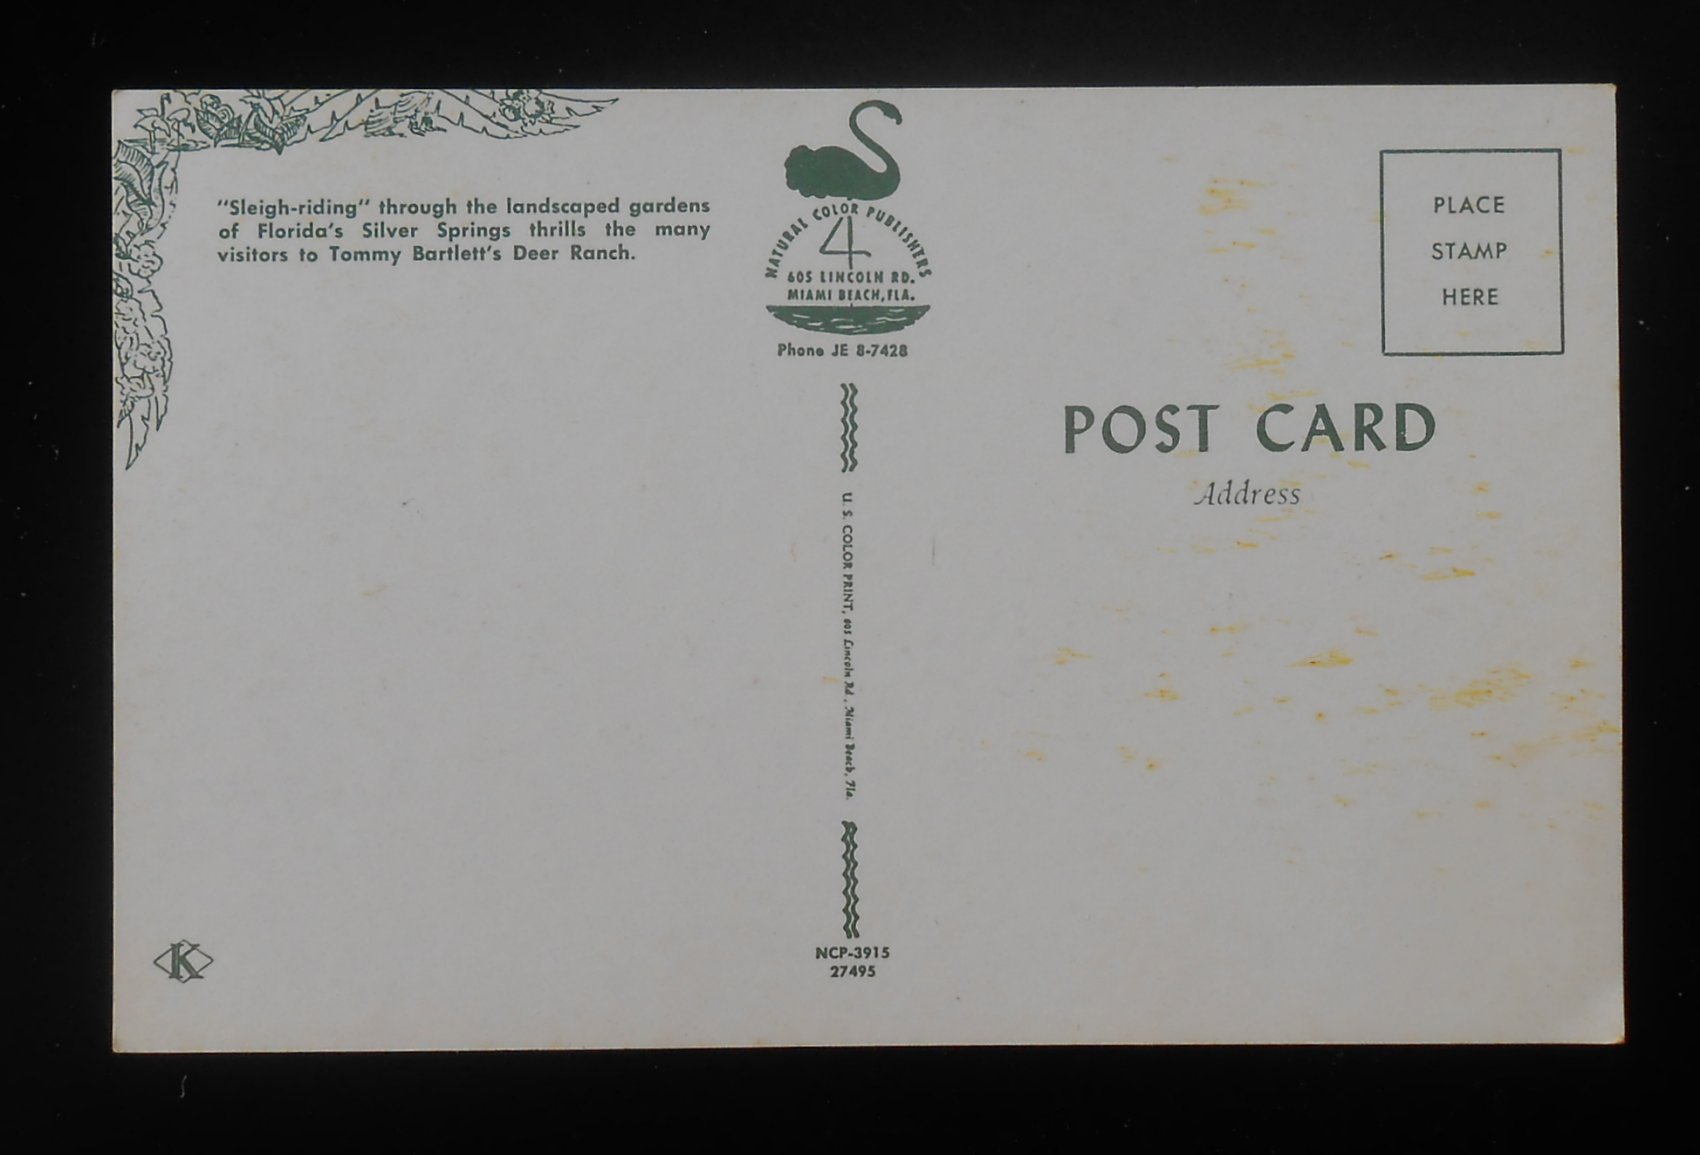 "Sleigh-riding" through the landscaped gardens
of Florida's Silver Springs thrills the many
visitors to Tommy Bartlett's Deer Ranch.
NATURAL COLOR PUBLISHERS
4
605 LINCOLN RD.
MIAMI BEACH, FLA.
Phone JE 8-7428
U. S. COLOR PRINT, 605 Lincoln Rd., Miami Beach, Fla.
NCP-3915
27495
K
PLACE
STAMP
HERE
POST CARD
Address